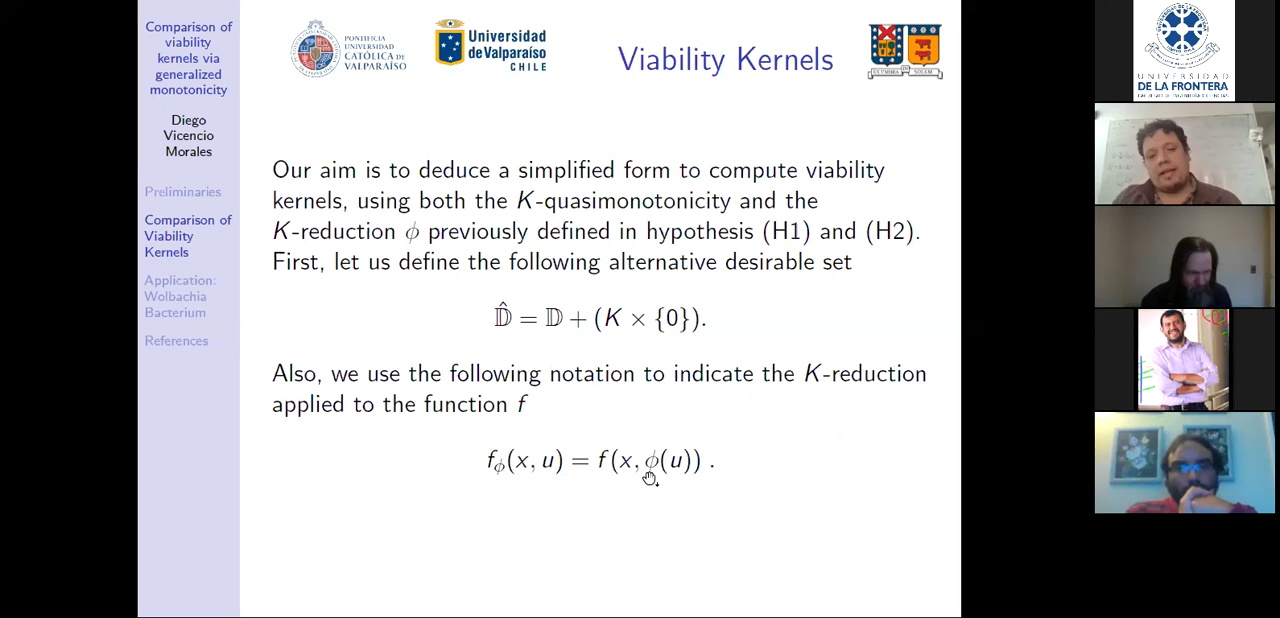 Comparison of
viability
kernels via
generalized
monotonicity
Diego
Vicencio
Morales
Preliminaries
Comparison of
Viability
Kernels
Application:
Wolbachia
Bacterium
References
PONTIFICIA
UNIVERSIDAD
CATÓLICA DE
VALPARAÍSO
Universidad
de Valparaíso
CHILE
Viability Kernels
Our aim is to deduce a simplified form to compute viability
kernels, using both the K-quasimonotonicity and the
K-reduction ϕ previously defined in hypothesis (H1) and (H2).
First, let us define the following alternative desirable set
𝔻̂ = 𝔻 + (K × {0}).
Also, we use the following notation to indicate the K-reduction
applied to the function f
f_ϕ(x, u) = f(x, ϕ(u)) .
UNIVERSIDAD
DE LA FRONTERA